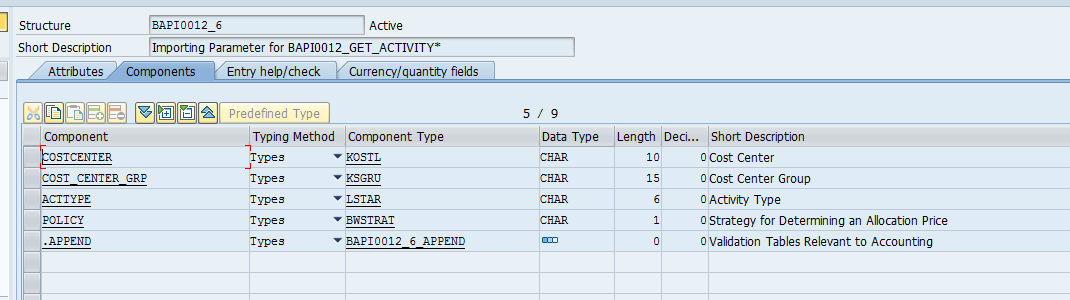 Structure BAPI0012_6 Active
Short Description Importing Parameter for BAPI0012_GET_ACTIVITY*
Attributes Components Entry help/check Currency/quantity fields
Predefined Type 5 / 9
Component Typing Method Component Type Data Type Length Deci... Short Description
COSTCENTER Types KOSTL CHAR 10 0 Cost Center
COST_CENTER_GRP Types KSGRU CHAR 15 0 Cost Center Group
ACTTYPE Types LSTAR CHAR 6 0 Activity Type
POLICY Types BWSTRAT CHAR 1 0 Strategy for Determining an Allocation Price
.APPEND Types BAPI0012_6_APPEND 0 0 Validation Tables Relevant to Accounting